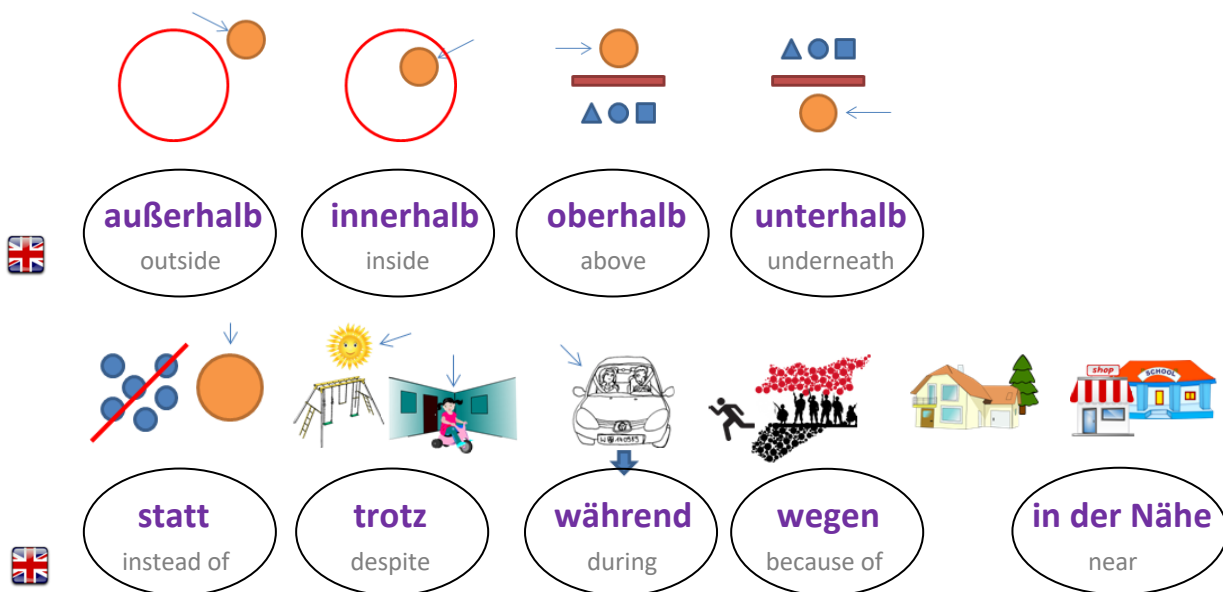 außerhalb innerhalb oberhalb unterhalb
outside inside above underneath
shop SCHOOL
statt trotz während wegen in der Nähe
instead of despite during because of near